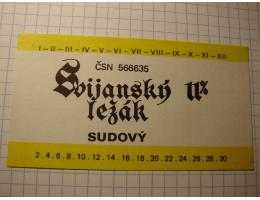 I – II – III – IV – V – VI – VII – VIII – IX – X – XI – XII
ČSN 566635
Svijanský 11%
ležák
SUDOVÝ
2 . 4 . 6 . 8 . 10 . 12 . 14 . 16 . 18 . 20 . 22 . 24 . 26 . 28 . 30